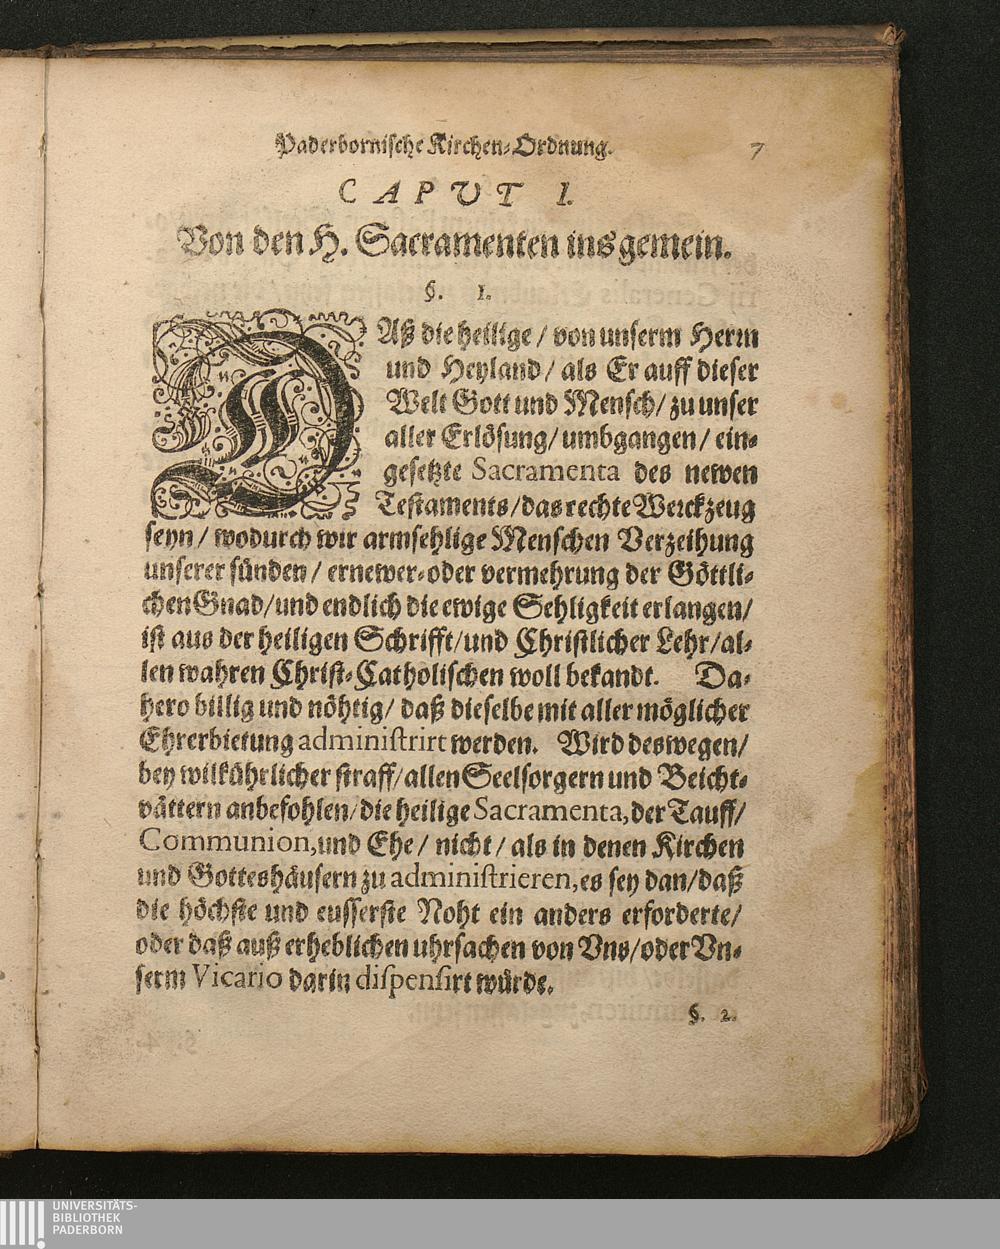 Paderbornische Kirchen-Ordnung. 7
CAPUT I.
Von den H. Sacramenten ins gemein.
§. 1.
DAß die heilige / von unserm Herrn
und Heyland / als Er auff dieser
Welt Gott und Mensch / zu unser
aller Erlösung / umbgangen / ein-
gesetzte Sacramenta des newen
Testaments / das rechte Werckzeug
seyn / wodurch wir armsehlige Menschen Verzeihung
unserer sünden / ernewer- oder vermehrung der Göttli-
chen Gnad / und endlich die ewige Sehligkeit erlangen /
ist aus der heiligen Schrifft / und Christlicher Lehr / al-
len wahren Christ-Catholischen woll bekandt. Da-
hero billig und nöhtig / daß dieselbe mit aller möglicher
Ehrerbietung administrirt werden. Wird deswegen /
bey wilkührlicher straff / allen Seelsorgern und Beicht-
vättern anbefohlen / die heilige Sacramenta, der Tauff /
Communion, und Ehe / nicht / als in denen Kirchen
und Gotteshäusern zu administrieren, es sey dan / daß
die höchste und eusserste Noht ein anders erforderte /
oder daß auß erheblichen uhrsachen von Vns / oder Vn-
serm Vicario darin dispensirt würde.
§. 2.
UNIVERSITÄTS-
BIBLIOTHEK
PADERBORN